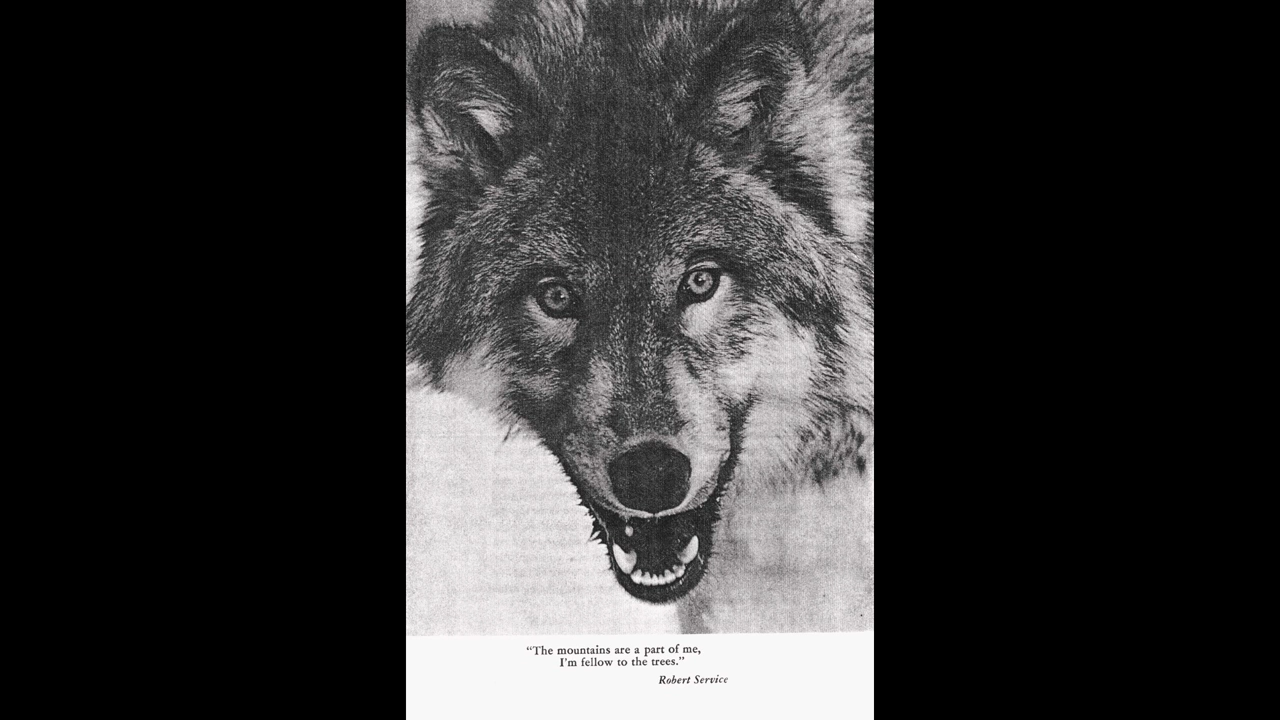 “The mountains are a part of me,
I'm fellow to the trees.”
Robert Service